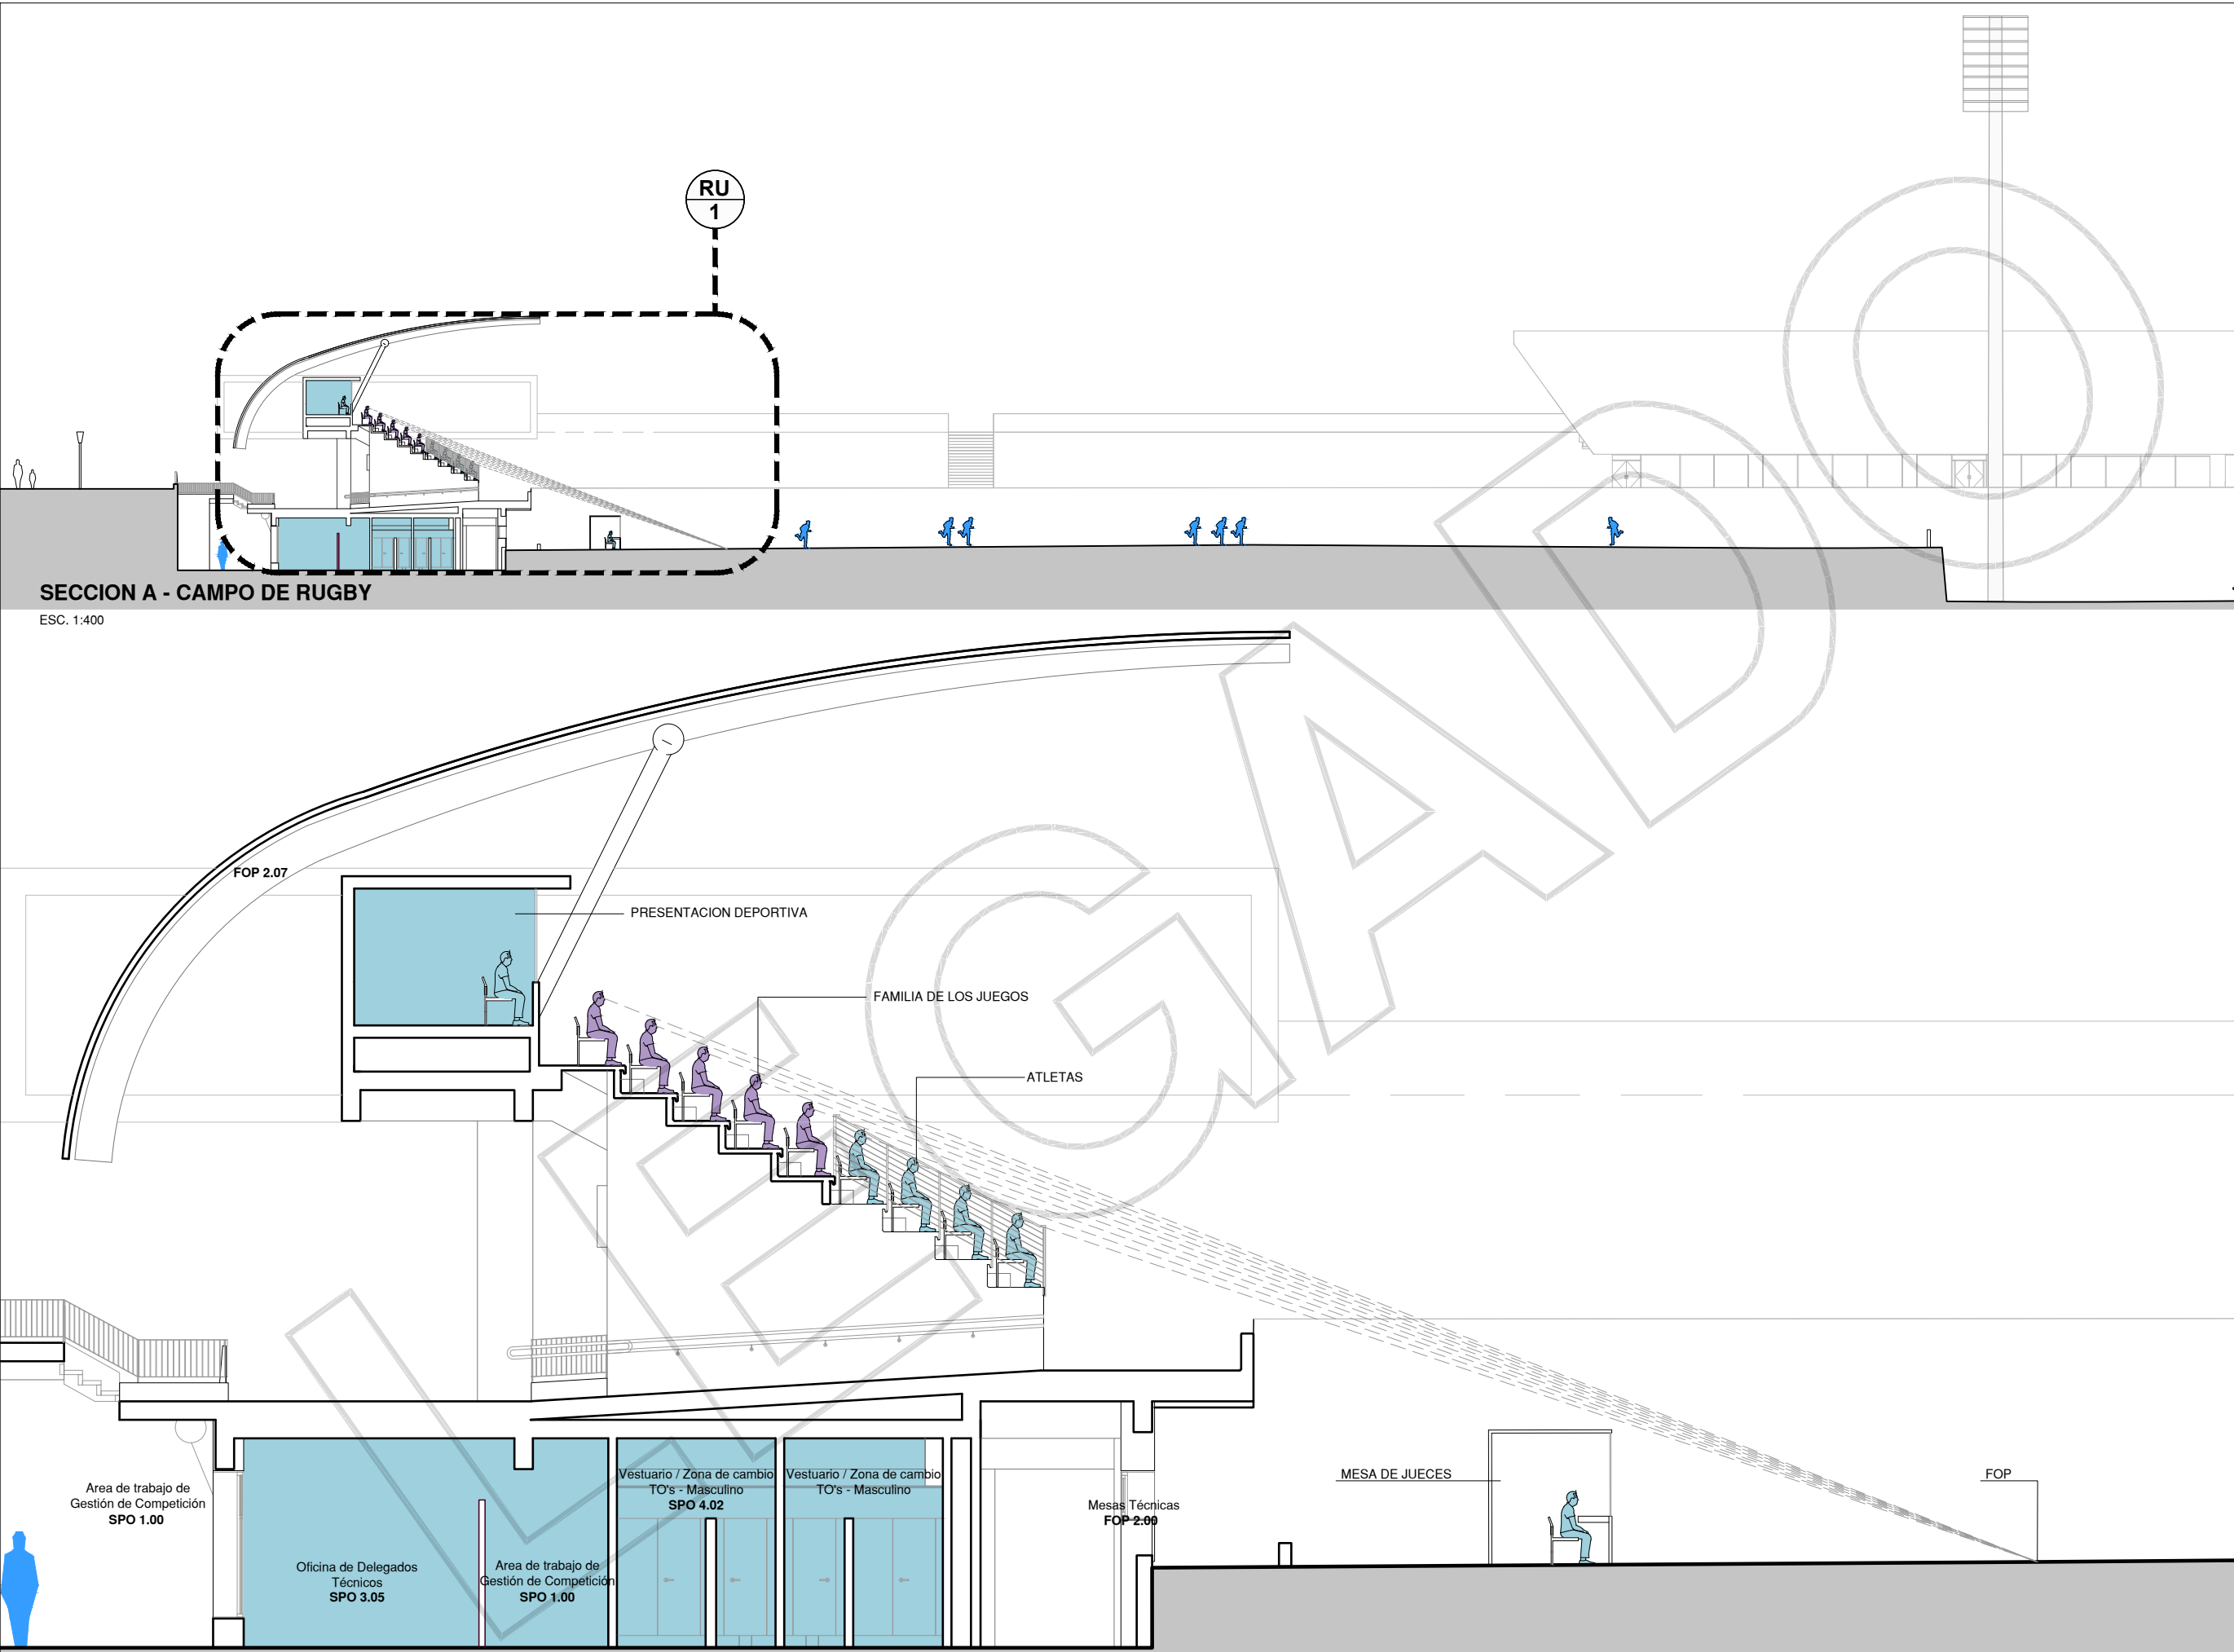 RU
1
SECCION A - CAMPO DE RUGBY
ESC. 1:400
FOP 2.07
PRESENTACION DEPORTIVA
FAMILIA DE LOS JUEGOS
ATLETAS
MESA DE JUECES
FOP
Area de trabajo de
Gestión de Competición
SPO 1.00
Oficina de Delegados
Técnicos
SPO 3.05
Area de trabajo de
Gestión de Competición
SPO 1.00
Vestuario / Zona de cambio
TO's - Masculino
SPO 4.02
Vestuario / Zona de cambio
TO's - Masculino
Mesas Técnicas
FOP 2.00
LEGADO